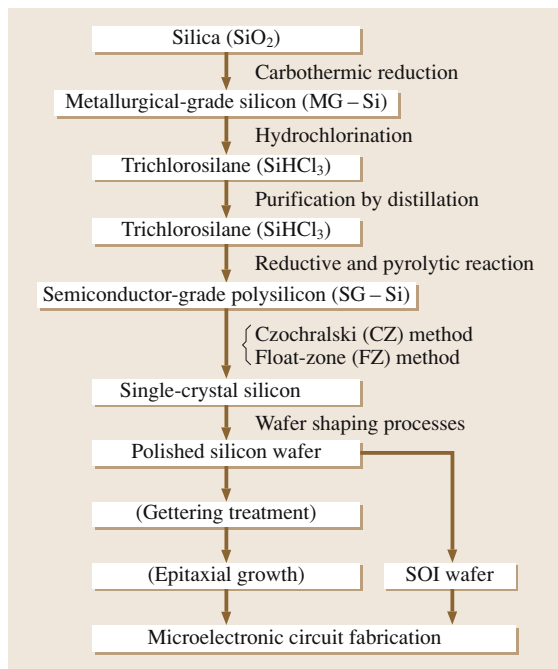 Silica (SiO₂)
Carbothermic reduction
Metallurgical-grade silicon (MG – Si)
Hydrochlorination
Trichlorosilane (SiHCl₃)
Purification by distillation
Trichlorosilane (SiHCl₃)
Reductive and pyrolytic reaction
Semiconductor-grade polysilicon (SG – Si)
Czochralski (CZ) method
Float-zone (FZ) method
Single-crystal silicon
Wafer shaping processes
Polished silicon wafer
(Gettering treatment)
(Epitaxial growth)
SOI wafer
Microelectronic circuit fabrication